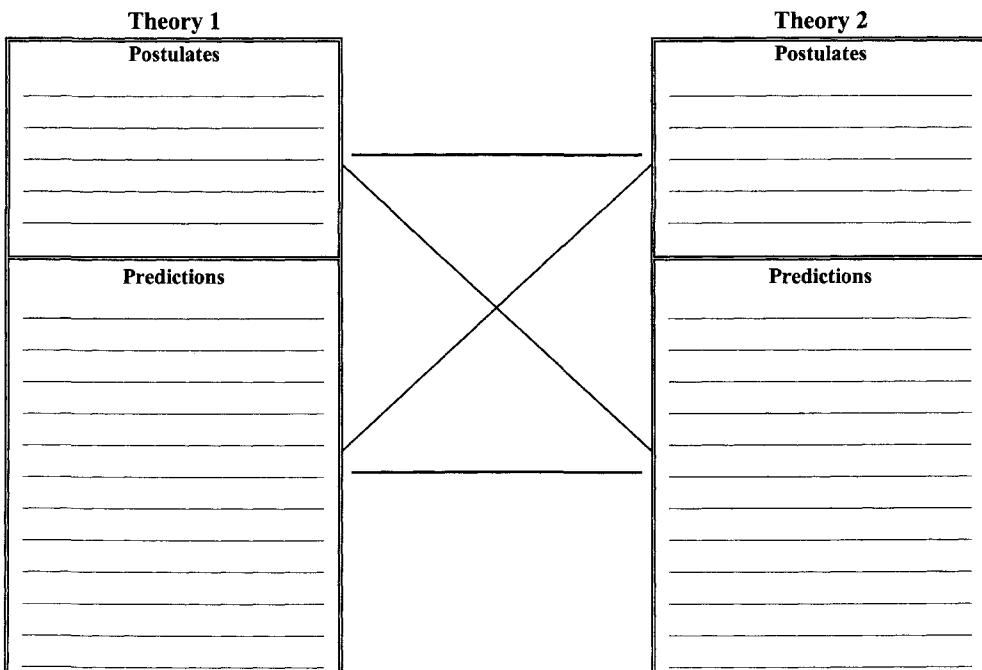 Theory 1
Theory 2
Postulates
Postulates
Predictions
Predictions